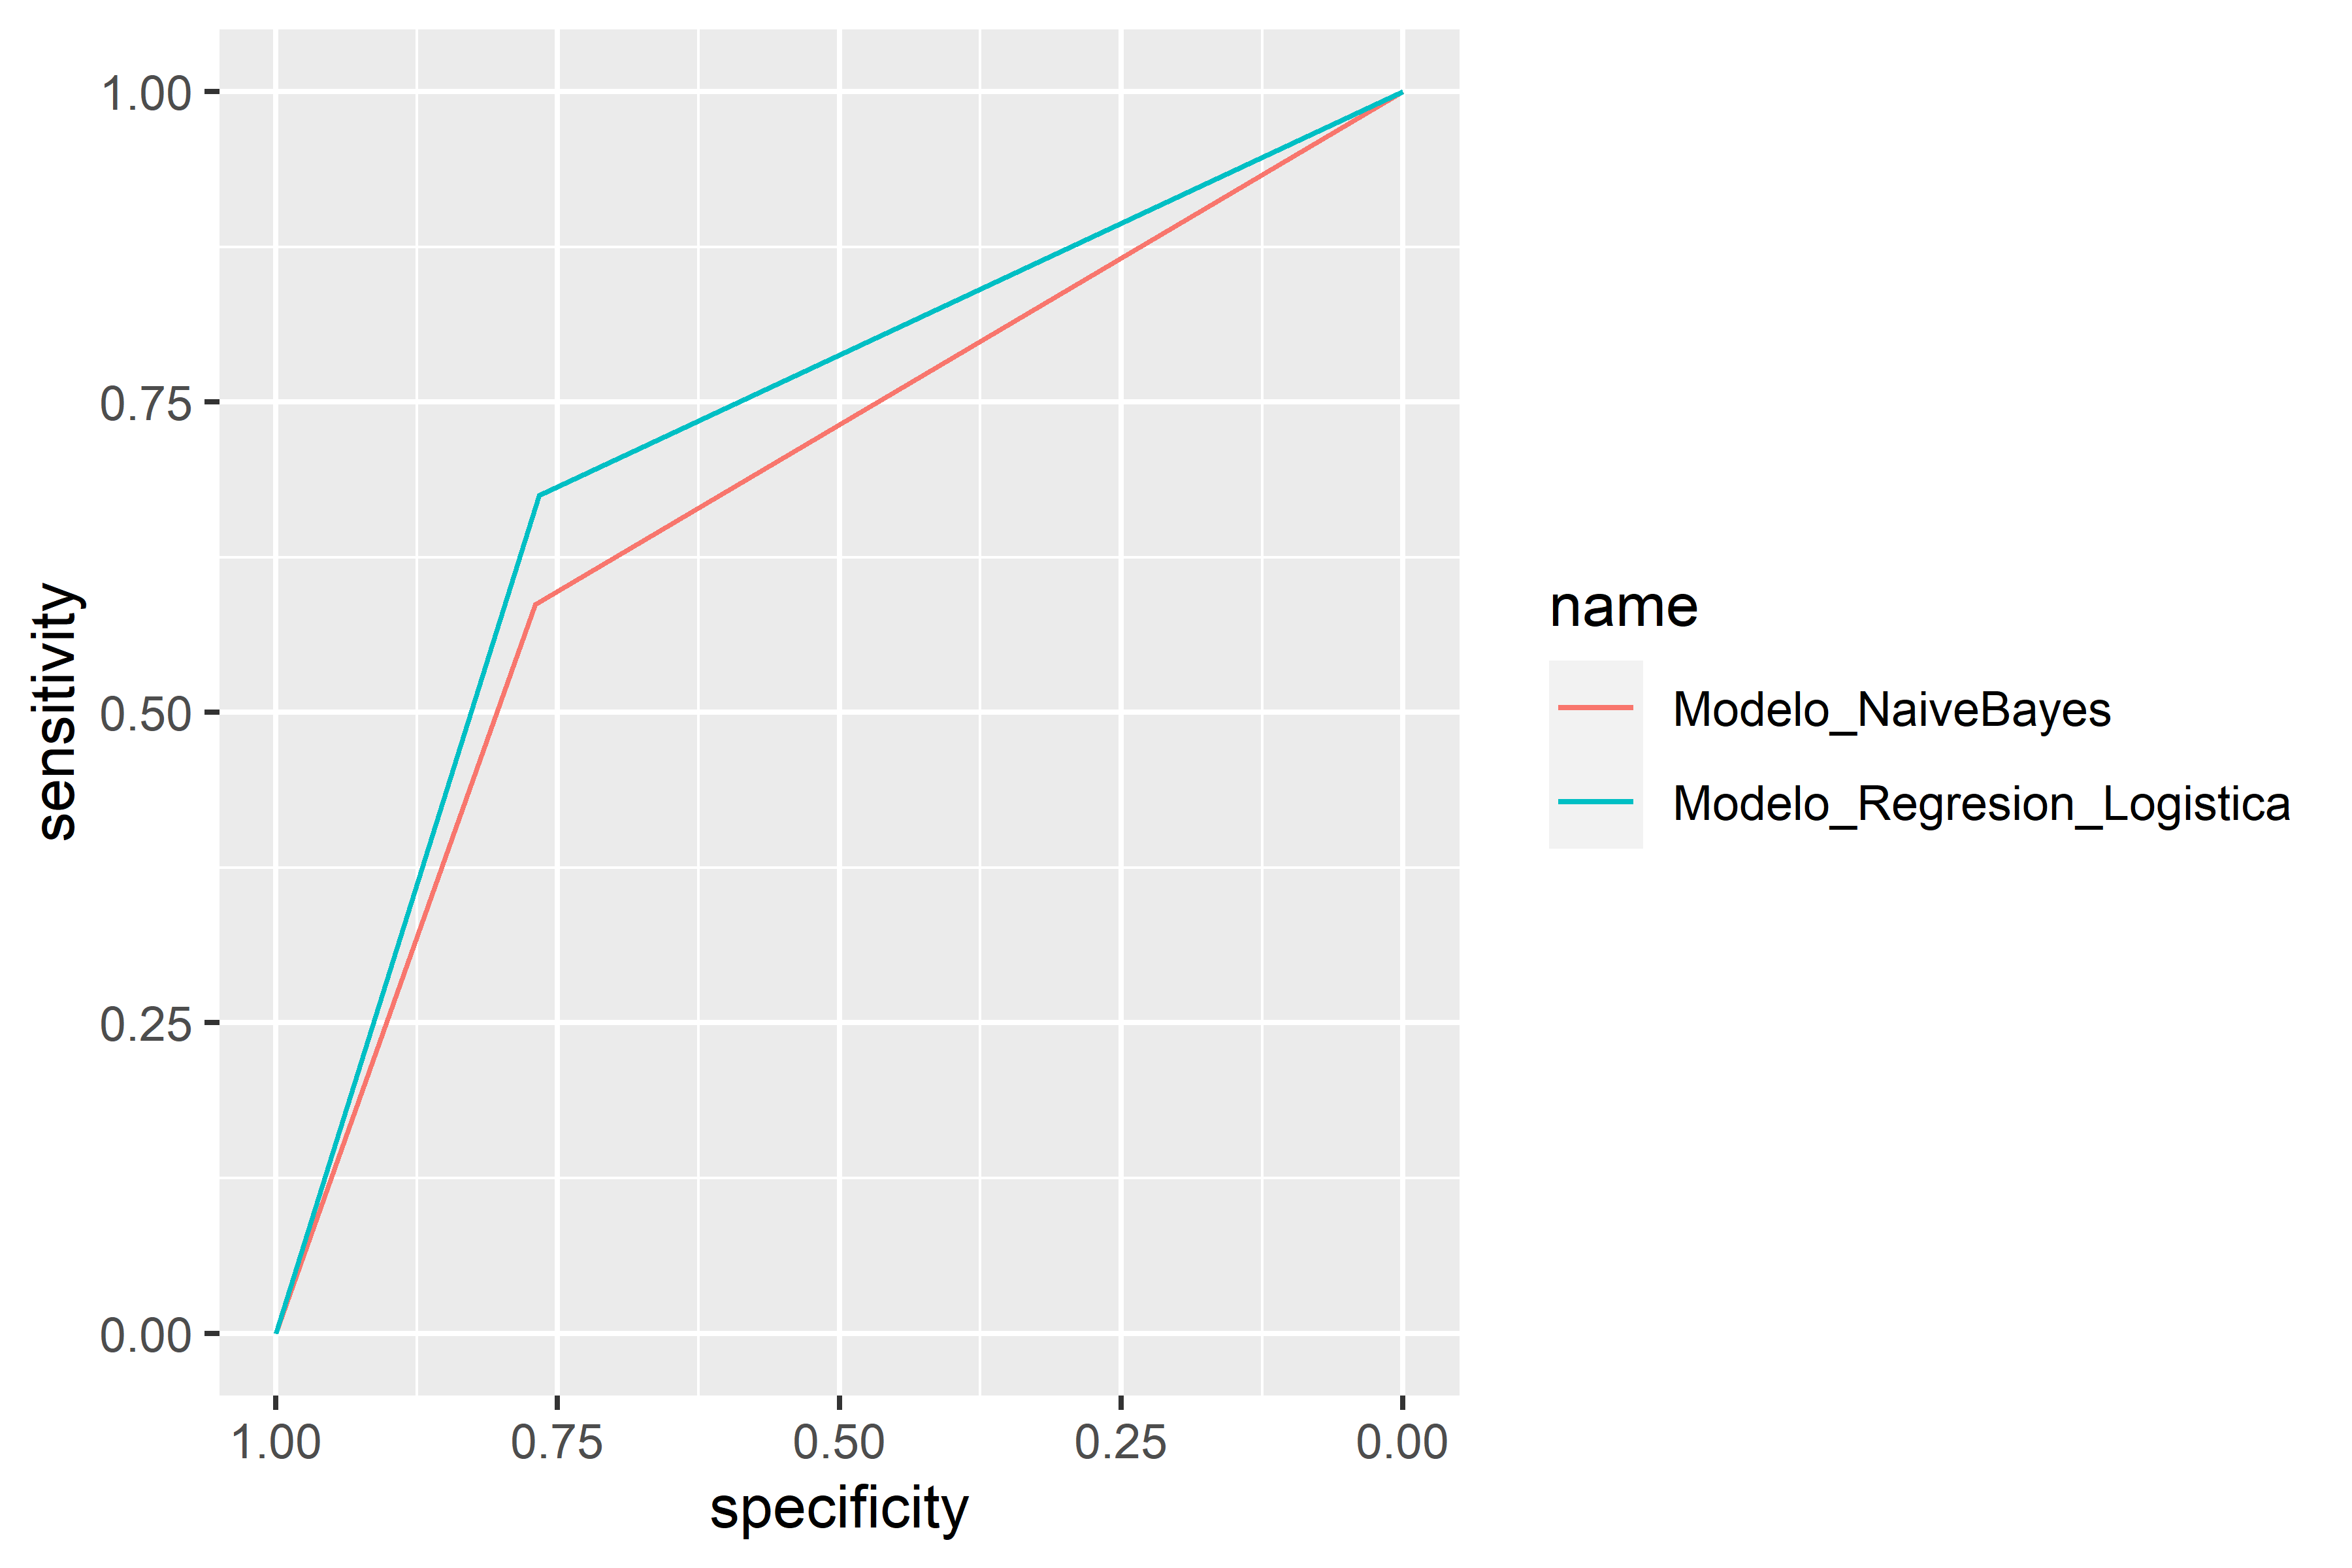 1.00
0.75
0.50
0.25
0.00
sensitivity
1.00 0.75 0.50 0.25 0.00
specificity
name
Modelo_NaiveBayes
Modelo_Regresion_Logistica